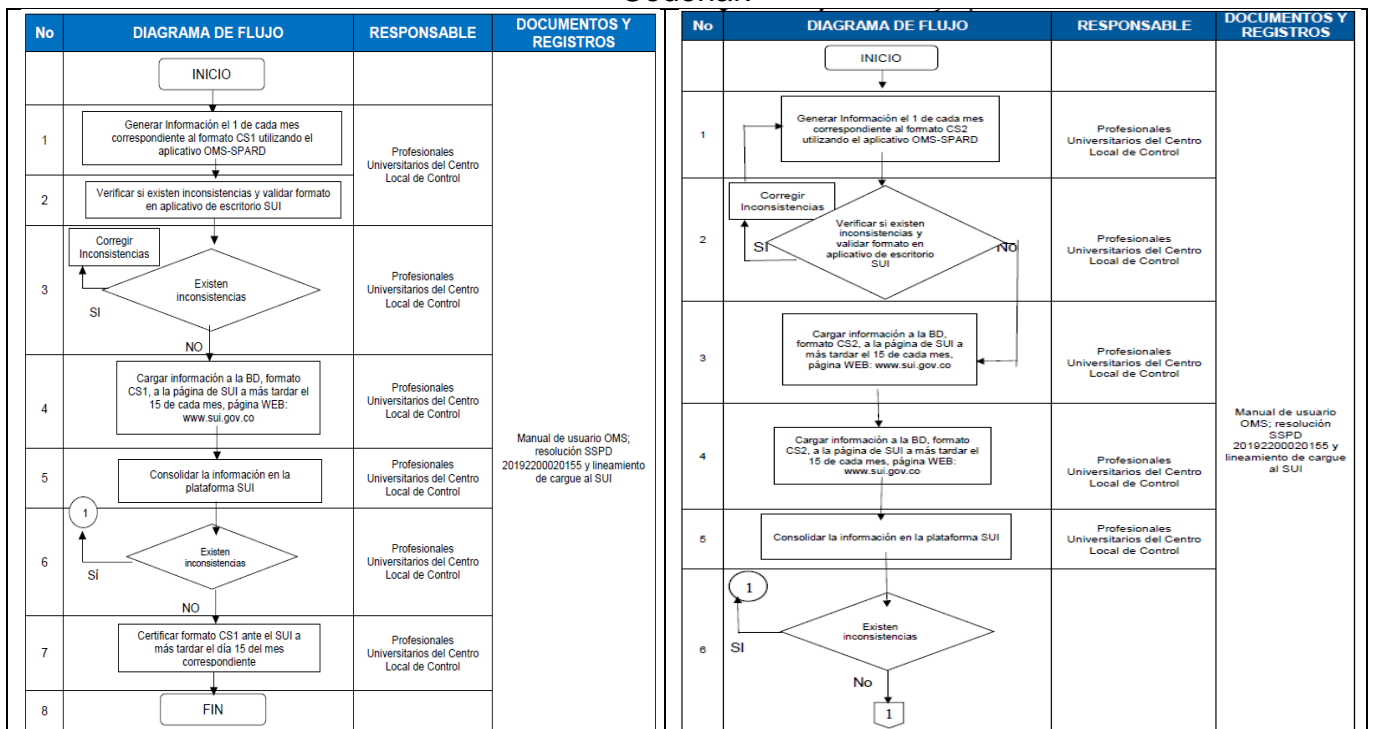 No
DIAGRAMA DE FLUJO
RESPONSABLE
DOCUMENTOS Y
REGISTROS
INICIO
1
Generar Información el 1 de cada mes
correspondiente al formato CS1 utilizando el
aplicativo OMS-SPARD
Profesionales
Universitarios del Centro
Local de Control
2
Verificar si existen inconsistencias y validar formato
en aplicativo de escritorio SUI
Corregir
Inconsistencias
3
Existen
inconsistencias
SI
NO
Profesionales
Universitarios del Centro
Local de Control
4
Cargar información a la BD, formato
CS1, a la página de SUI a más tardar el
15 de cada mes, página WEB:
www.sui.gov.co
Profesionales
Universitarios del Centro
Local de Control
5
Consolidar la información en la
plataforma SUI
Profesionales
Universitarios del Centro
Local de Control
Manual de usuario OMS;
resolución SSPD
20192200020155 y lineamiento
de cargue al SUI
1
6
Existen
inconsistencias
SÍ
NO
Profesionales
Universitarios del Centro
Local de Control
7
Certificar formato CS1 ante el SUI a
más tardar el día 15 del mes
correspondiente
Profesionales
Universitarios del Centro
Local de Control
8
FIN
No
DIAGRAMA DE FLUJO
RESPONSABLE
DOCUMENTOS Y
REGISTROS
INICIO
1
Generar Información el 1 de cada mes
correspondiente al formato CS2
utilizando el aplicativo OMS-SPARD
Profesionales
Universitarios del Centro
Local de Control
Corregir
Inconsistencias
2
Verificar si existen
inconsistencias y
validar formato en
aplicativo de escritorio
SUI
SÍ
No
Profesionales
Universitarios del Centro
Local de Control
3
Cargar información a la BD,
formato CS2, a la página de SUI a
más tardar el 15 de cada mes,
página WEB: www.sui.gov.co
Profesionales
Universitarios del Centro
Local de Control
4
Cargar información a la BD, formato
CS2, a la página de SUI a más tardar el
15 de cada mes, página WEB:
www.sui.gov.co
Profesionales
Universitarios del Centro
Local de Control
Manual de usuario
OMS; resolución
SSPD
20192200020155 y
lineamiento de cargue
al SUI
5
Consolidar la información en la plataforma SUI
Profesionales
Universitarios del Centro
Local de Control
1
6
Existen
inconsistencias
SI
No
1